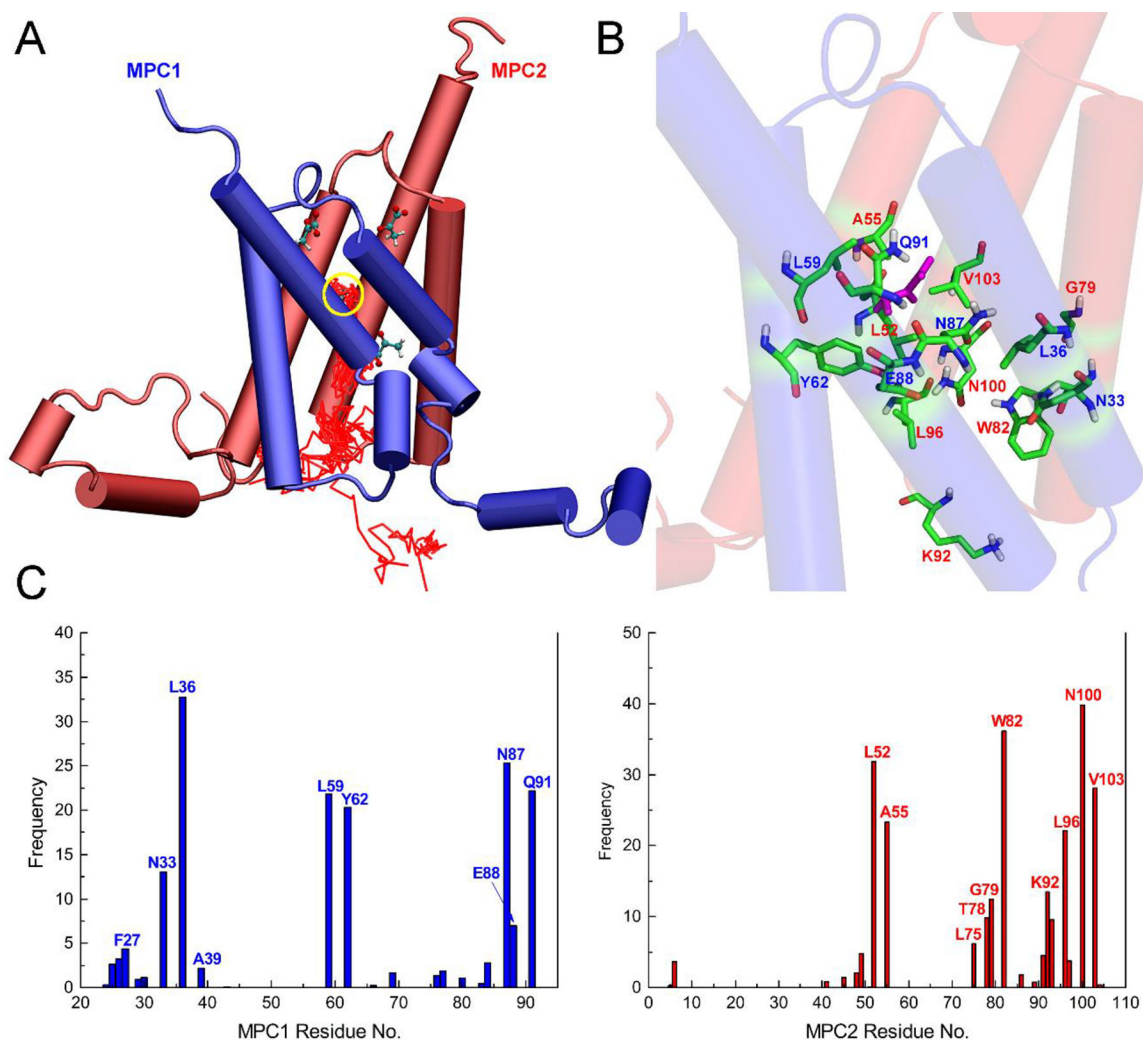 A
MPC1
MPC2
B
A55
Q91
L59
V103
G79
L52
N87
L36
Y62
E88
N100
N33
L96
W82
K92
C
40
35
30
25
20
15
10
5
0
Frequency
F27
N33
L36
A39
L59
Y62
E88
N87
Q91
20
30
40
50
60
70
80
90
MPC1 Residue No.
50
40
30
20
10
0
Frequency
L52
A55
L75
T78
G79
W82
K92
L96
N100
V103
0
10
20
30
40
50
60
70
80
90
100
110
MPC2 Residue No.